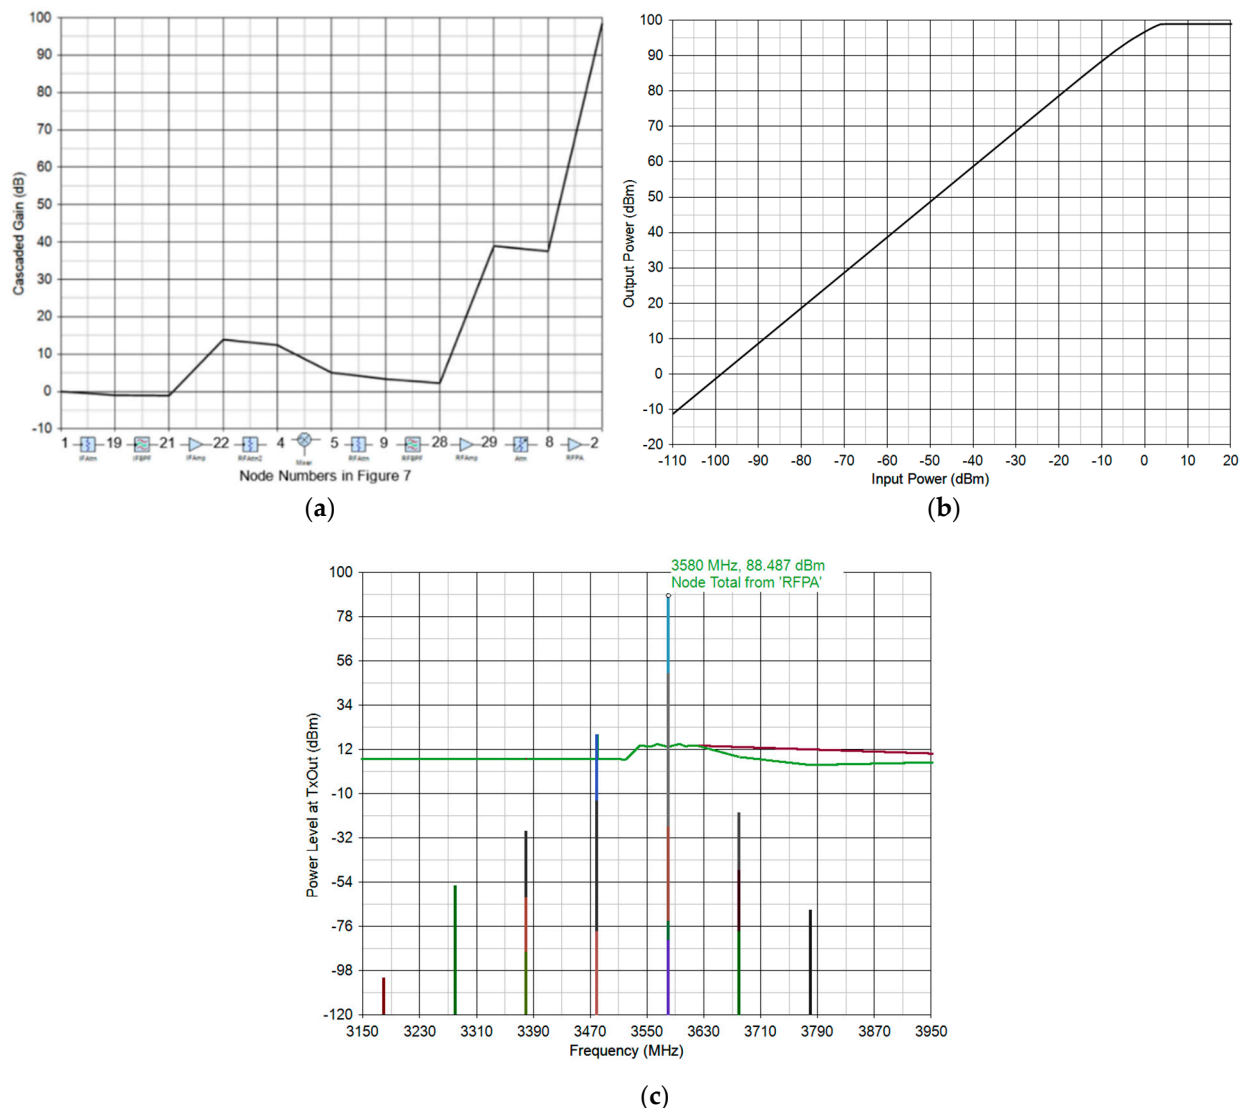 100
90
80
70
60
50
40
30
20
10
0
-10
Cascaded Gain (dB)
1 19 21 22 4 5 9 28 29 8 2
IFAttn IFBPF IFAmp RFAttn2 Mixer RFAttn RFBPF RFAmp Attn RFPA
Node Numbers in Figure 7
(a)
100
90
80
70
60
50
40
30
20
10
0
-10
-20
Output Power (dBm)
-110 -100 -90 -80 -70 -60 -50 -40 -30 -20 -10 0 10 20
Input Power (dBm)
(b)
3580 MHz, 88.487 dBm
Node Total from 'RFPA'
100
78
56
34
12
-10
-32
-54
-76
-98
-120
Power Level at TxOut (dBm)
3150 3230 3310 3390 3470 3550 3630 3710 3790 3870 3950
Frequency (MHz)
(c)